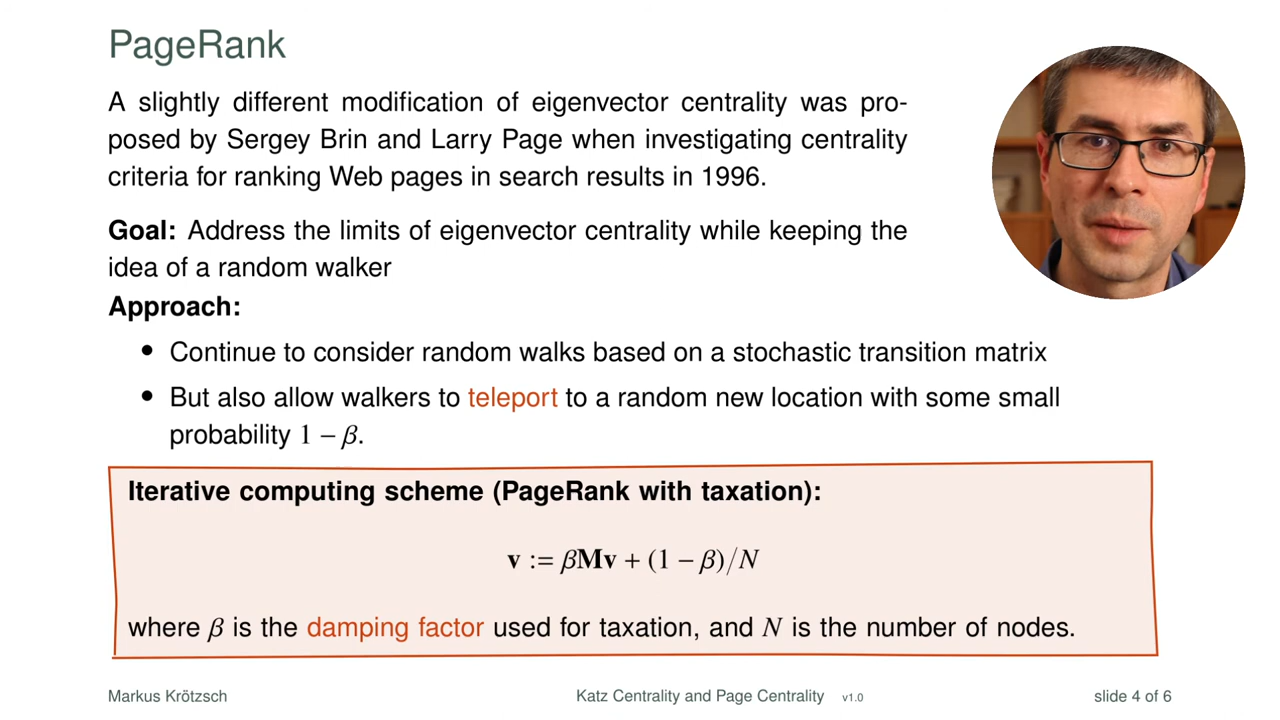 PageRank
A slightly different modification of eigenvector centrality was pro-
posed by Sergey Brin and Larry Page when investigating centrality
criteria for ranking Web pages in search results in 1996.
Goal: Address the limits of eigenvector centrality while keeping the
idea of a random walker
Approach:
• Continue to consider random walks based on a stochastic transition matrix
• But also allow walkers to teleport to a random new location with some small
probability 1 − β.
Iterative computing scheme (PageRank with taxation):
v := βMv + (1 − β)/N
where β is the damping factor used for taxation, and N is the number of nodes.
Markus Krötzsch Katz Centrality and Page Centrality v1.0 slide 4 of 6